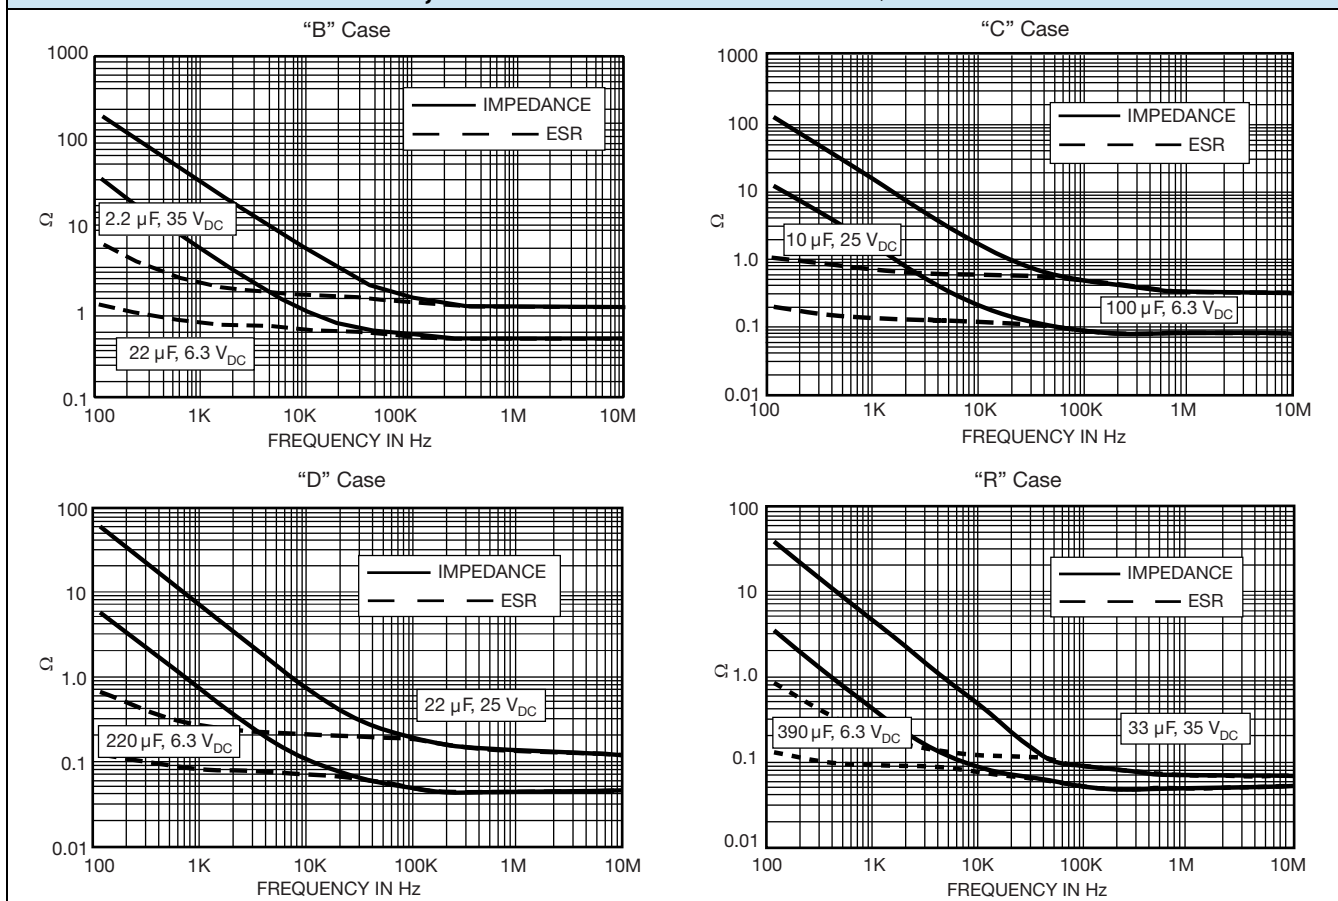 "B" Case
1000
100
10
1
0.1
Ω
IMPEDANCE
ESR
2.2 µF, 35 VDC
22 µF, 6.3 VDC
100 1K 10K 100K 1M 10M
FREQUENCY IN Hz
"C" Case
1000
100
10
1.0
0.1
0.01
Ω
IMPEDANCE
ESR
10 µF, 25 VDC
100 µF, 6.3 VDC
100 1K 10K 100K 1M 10M
FREQUENCY IN Hz
"D" Case
100
10
1.0
0.1
0.01
Ω
IMPEDANCE
ESR
22 µF, 25 VDC
220 µF, 6.3 VDC
100 1K 10K 100K 1M 10M
FREQUENCY IN Hz
"R" Case
100
10
1.0
0.1
0.01
Ω
IMPEDANCE
ESR
390 µF, 6.3 VDC
33 µF, 35 VDC
100 1K 10K 100K 1M 10M
FREQUENCY IN Hz